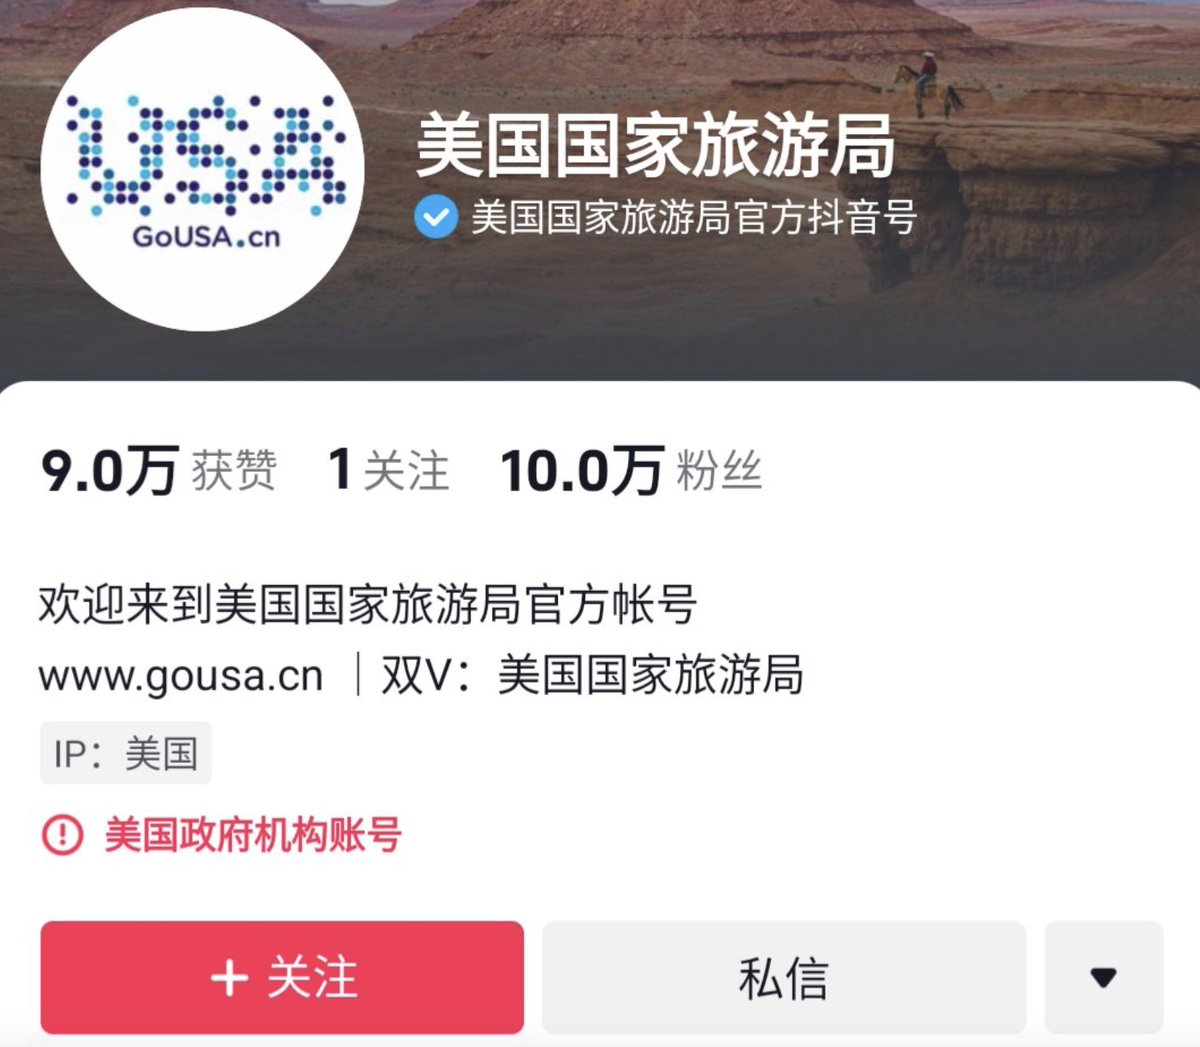 USA
GoUSA.cn
美国国家旅游局
美国国家旅游局官方抖音号
9.0万 获赞 1 关注 10.0万 粉丝
欢迎来到美国国家旅游局官方帐号
www.gousa.cn ｜双V：美国国家旅游局
IP：美国
美国政府机构账号
+ 关注
私信